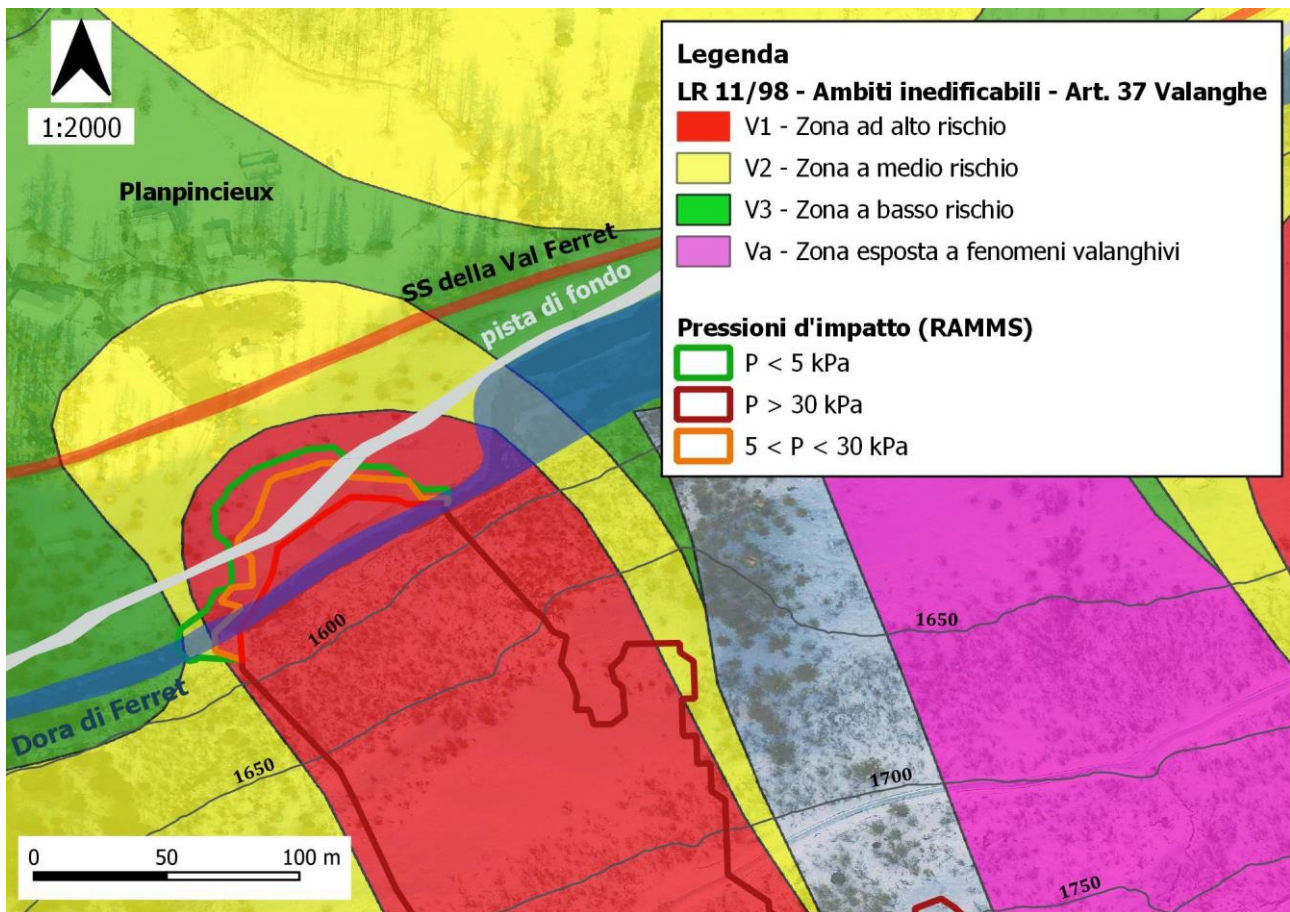 1:2000
Planpincieux
SS della Val Ferret
pista di fondo
Dora di Ferret
1600
1650
1650
1700
1750
0 50 100 m
Legenda
LR 11/98 - Ambiti inedificabili - Art. 37 Valanghe
V1 - Zona ad alto rischio
V2 - Zona a medio rischio
V3 - Zona a basso rischio
Va - Zona esposta a fenomeni valanghivi
Pressioni d'impatto (RAMMS)
P < 5 kPa
P > 30 kPa
5 < P < 30 kPa